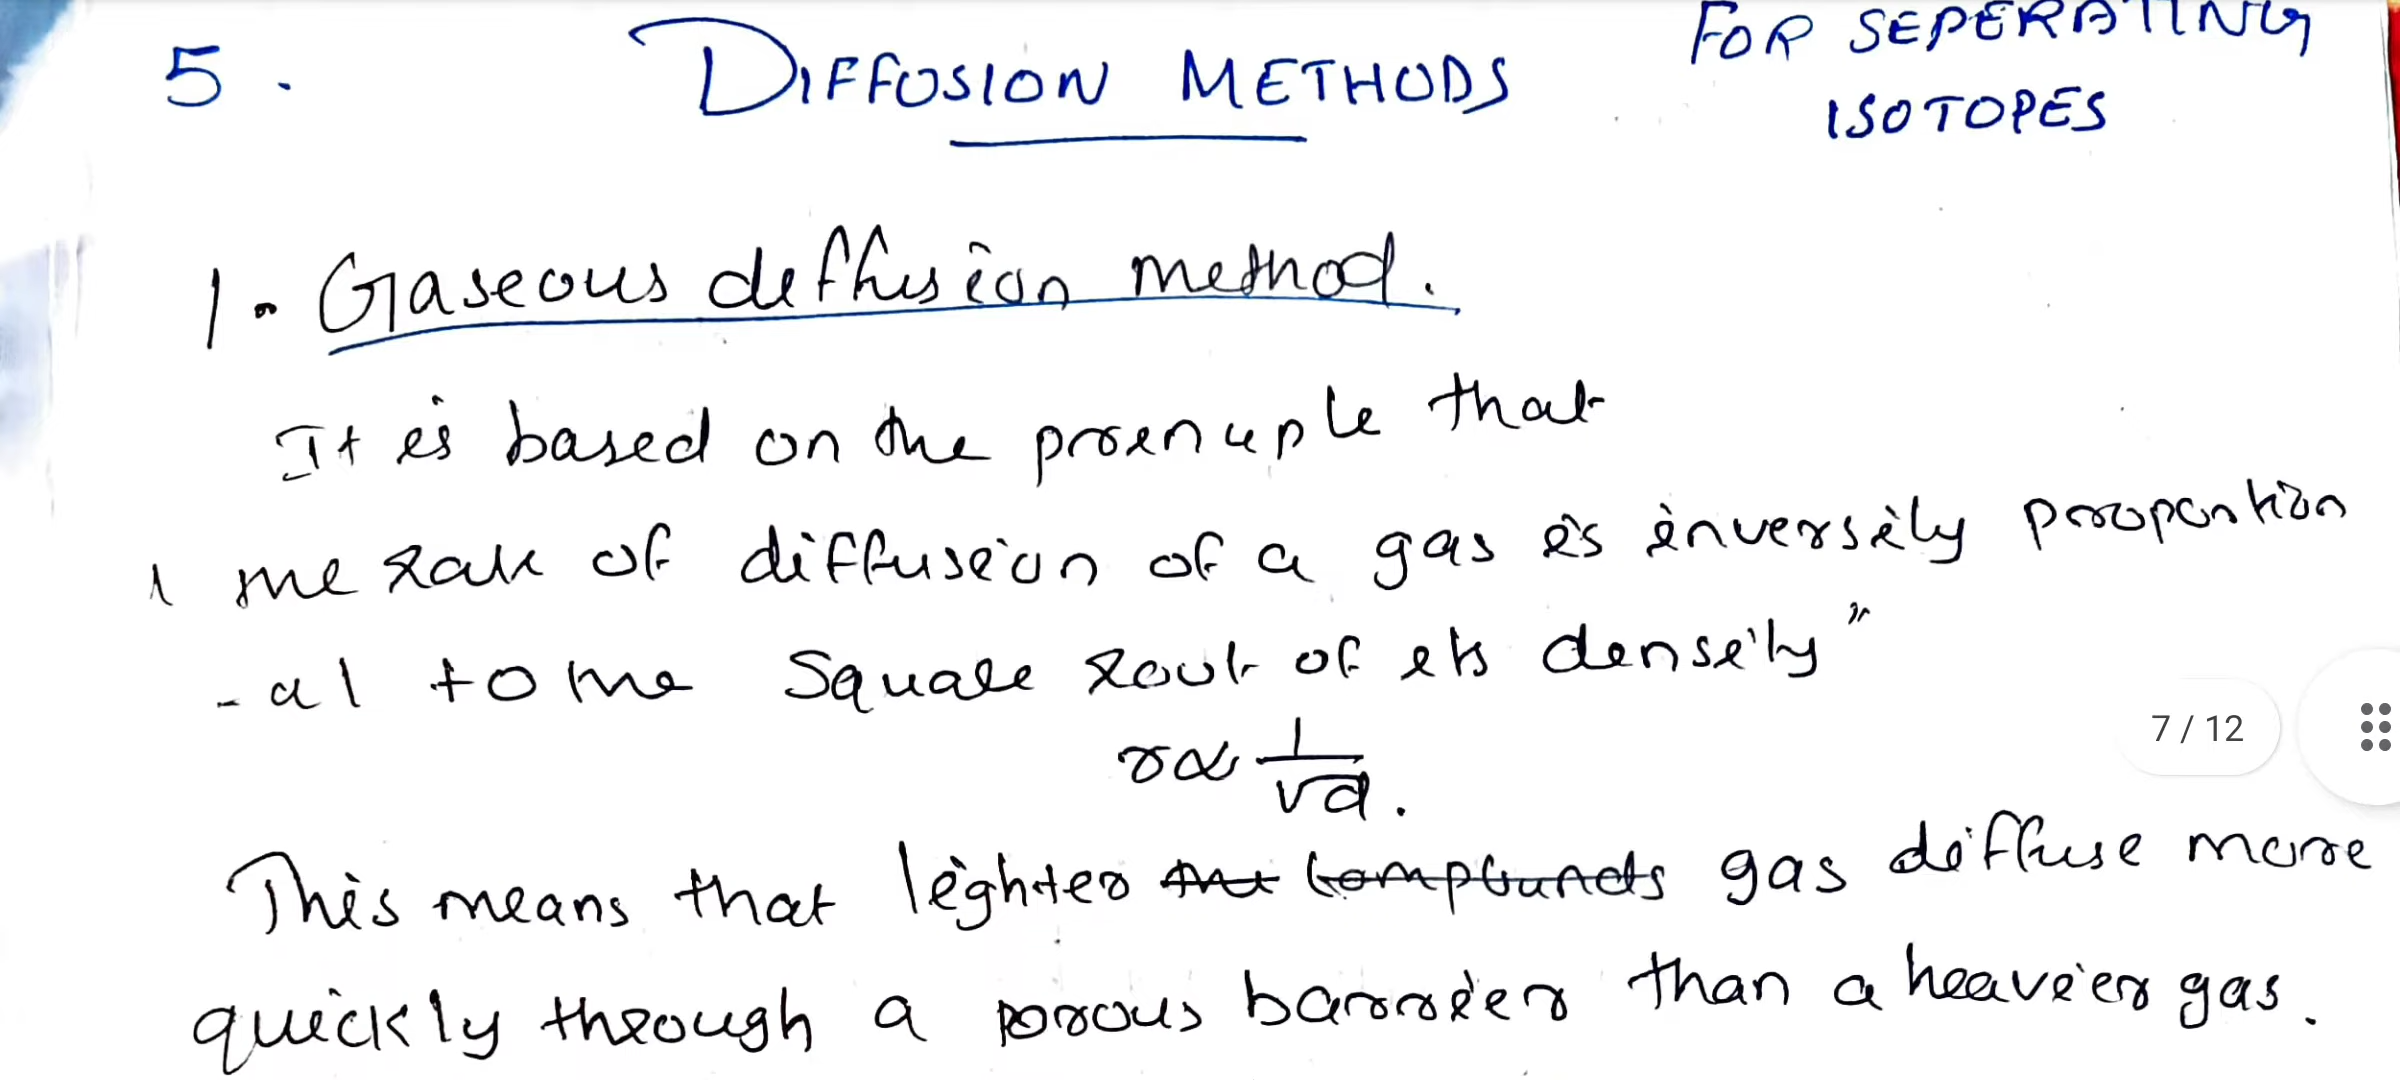 5. DIFFUSION METHODS FOR SEPERATING
ISOTOPES
1. Gaseous deffusion method.
It is based on the principle that
the rate of diffusion of a gas is inversely proportion
-al to the Square root of its density"
r ∝ 1/√d.
This means that lighter gas diffuse more
quickly through a porous barrier than a heavier gas.
7 / 12